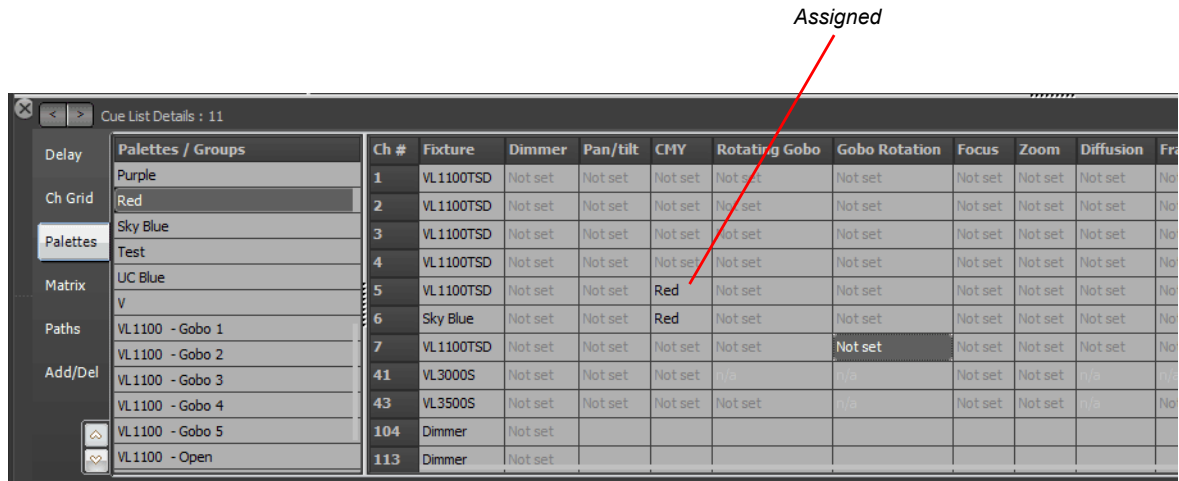 Assigned
< > Cue List Details : 11
Delay
Ch Grid
Palettes
Matrix
Paths
Add/Del
Palettes / Groups
Purple
Red
Sky Blue
Test
UC Blue
V
VL1100 - Gobo 1
VL1100 - Gobo 2
VL1100 - Gobo 3
VL1100 - Gobo 4
VL1100 - Gobo 5
VL1100 - Open
Ch # Fixture Dimmer Pan/tilt CMY Rotating Gobo Gobo Rotation Focus Zoom Diffusion Fra
1 VL1100TSD Not set Not set Not set Not set Not set Not set Not set Not set No
2 VL1100TSD Not set Not set Not set Not set Not set Not set Not set Not set No
3 VL1100TSD Not set Not set Not set Not set Not set Not set Not set Not set No
4 VL1100TSD Not set Not set Not set Not set Not set Not set Not set Not set No
5 VL1100TSD Not set Not set Red Not set Not set Not set Not set Not set No
6 Sky Blue Not set Not set Red Not set Not set Not set Not set Not set No
7 VL1100TSD Not set Not set Not set Not set Not set Not set Not set Not set No
41 VL3000S Not set Not set Not set n/a n/a Not set Not set n/a n/a
43 VL3500S Not set Not set Not set Not set n/a Not set Not set n/a No
104 Dimmer Not set
113 Dimmer Not set